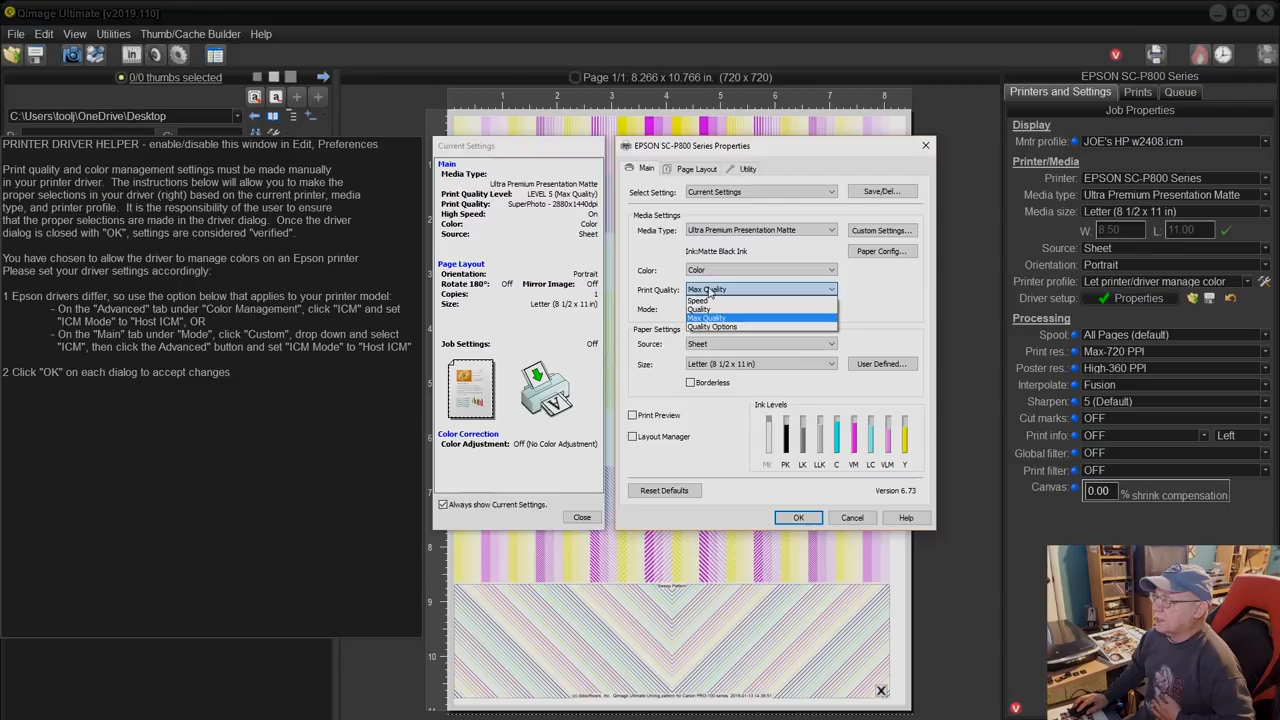 Qimage Ultimate [v2019.110]
File Edit View Utilities Thumb/Cache Builder Help
0/0 thumbs selected
C:\Users\toolj\OneDrive\Desktop
PRINTER DRIVER HELPER - enable/disable this window in Edit, Preferences
Print quality and color management settings must be made manually
in your printer driver. The instructions below will allow you to make the
proper selections in your driver (right) based on the current printer, media
type, and printer profile. It is the responsibility of the user to ensure
that the proper selections are made in the driver dialog. Once the driver
dialog is closed with "OK", settings are considered "verified".
You have chosen to allow the driver to manage colors on an Epson printer
Please set your driver settings accordingly:
1 Epson drivers differ, so use the option below that applies to your printer model:
- On the "Advanced" tab under "Color Management", click "ICM" and set
"ICM Mode" to "Host ICM", OR
- On the "Main" tab under "Mode", click "Custom", drop down and select
"ICM", then click the Advanced" button and set "ICM Mode" to "Host ICM"
2 Click "OK" on each dialog to accept changes
Page 1/1: 8.266 x 10.766 in. (720 x 720)
0 1 2 3 4 5 6 7 8
Current Settings
Main
Media Type:
Ultra Premium Presentation Matte
Print Quality Level: LEVEL 5 (Max Quality)
Print Quality: SuperPhoto - 2880x1440dpi
High Speed: On
Color: Color
Source: Sheet
Page Layout
Orientation: Portrait
Rotate 180°: Off Mirror Image: Off
Copies: 1
Size: Letter (8 1/2 x 11 in)
Job Settings: Off
Color Correction
Color Adjustment: Off (No Color Adjustment)
Always show Current Settings.
Close
EPSON SC-P800 Series Properties
Main Page Layout Utility
Select Setting: Current Settings Save/Del...
Media Settings
Media Type: Ultra Premium Presentation Matte Custom Settings...
Ink:Matte Black Ink Paper Config...
Color: Color
Print Quality: Max Quality
Speed
Quality
Max Quality
Quality Options
Mode:
Paper Settings
Source: Sheet
Size: Letter (8 1/2 x 11 in) User Defined...
Borderless
Print Preview
Layout Manager
Ink Levels
MK PK LK LLK C VM LC VLM Y
Reset Defaults Version 6.73
OK Cancel Help
8
9
10
Sweep Pattern
EPSON SC-P800 Series
Printers and Settings Prints Queue
Job Properties
Display
Mntr profile: JOE's HP w2408.icm
Printer/Media
Printer: EPSON SC-P800 Series
Media type: Ultra Premium Presentation Matte
Media size: Letter (8 1/2 x 11 in)
W: 8.50 L: 11.00
Source: Sheet
Orientation: Portrait
Printer profile: Let printer/driver manage color
Driver setup: Properties
Processing
Spool: All Pages (default)
Print res.: Max-720 PPI
Poster res.: High-360 PPI
Interpolate: Fusion
Sharpen: 5 (Default)
Cut marks: OFF
Print info: OFF Left
Global filter: OFF
Print filter: OFF
Canvas: 0.00 % shrink compensation